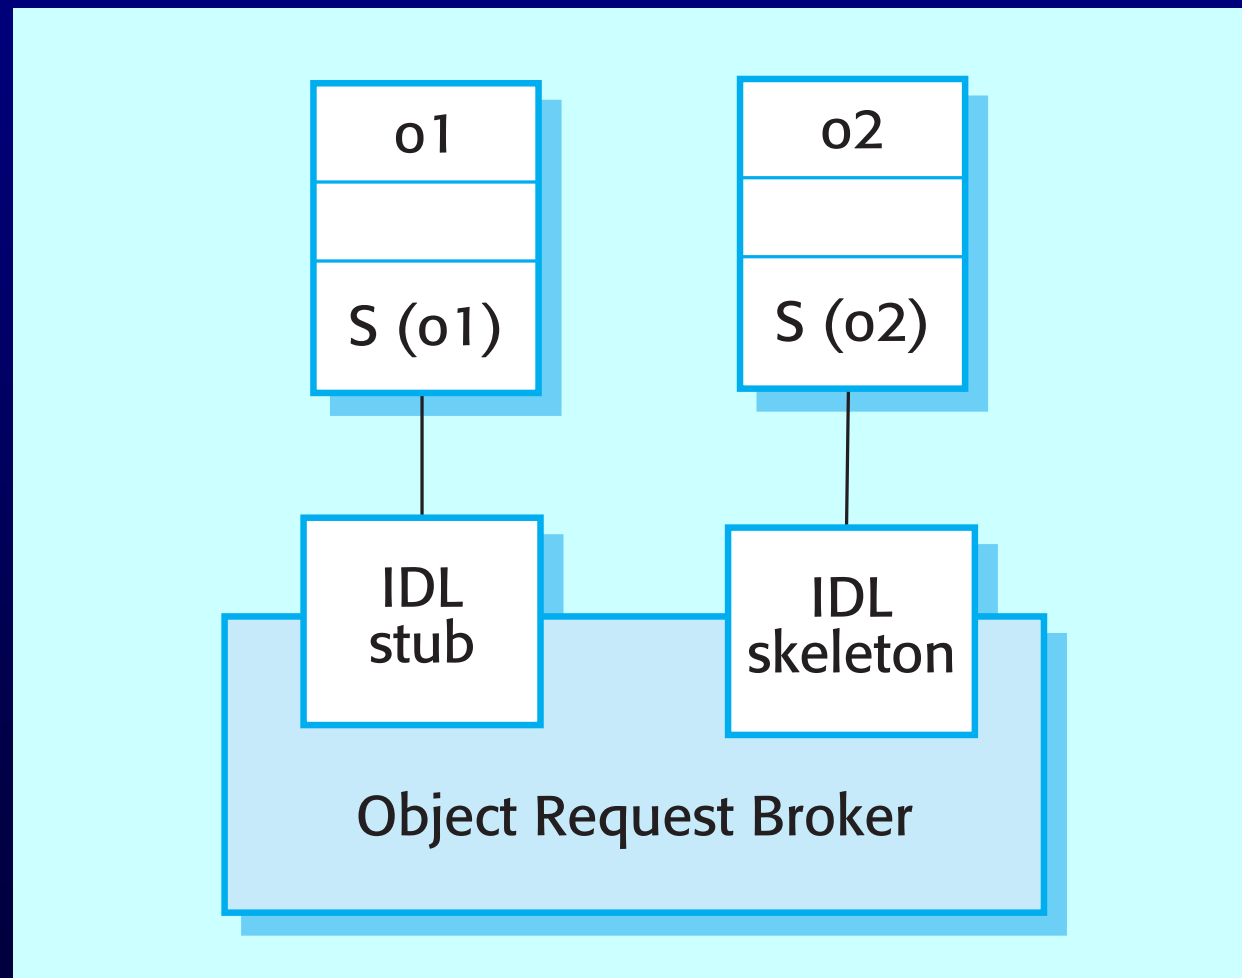 o1
S (o1)
o2
S (o2)
IDL
stub
IDL
skeleton
Object Request Broker